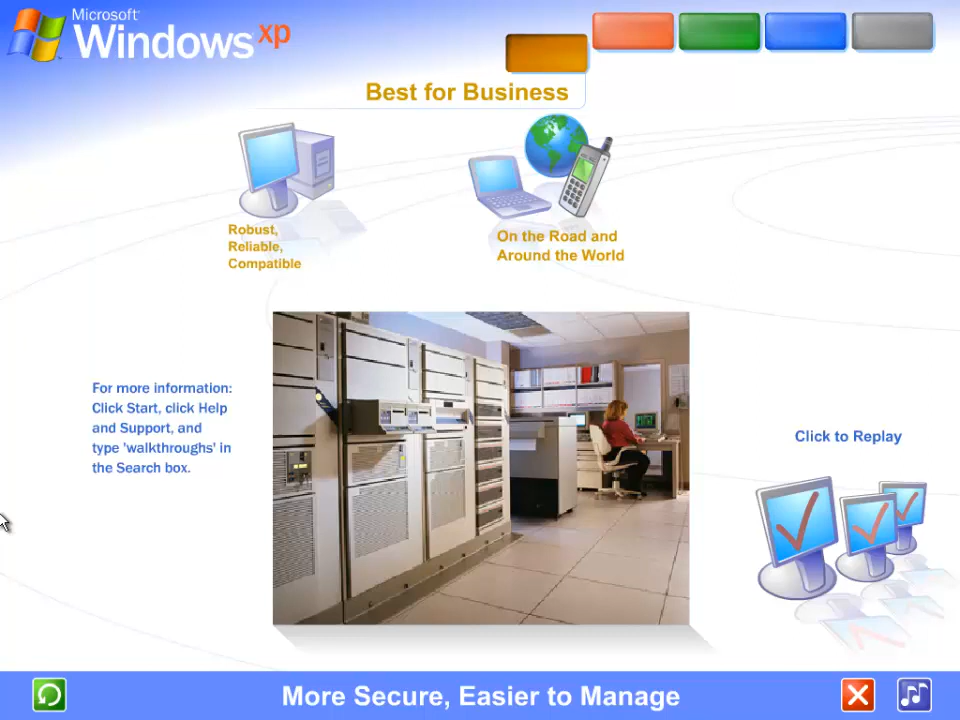 Microsoft
Windows xp
Best for Business
Robust,
Reliable,
Compatible
On the Road and
Around the World
For more information:
Click Start, click Help
and Support, and
type 'walkthroughs' in
the Search box.
Click to Replay
More Secure, Easier to Manage